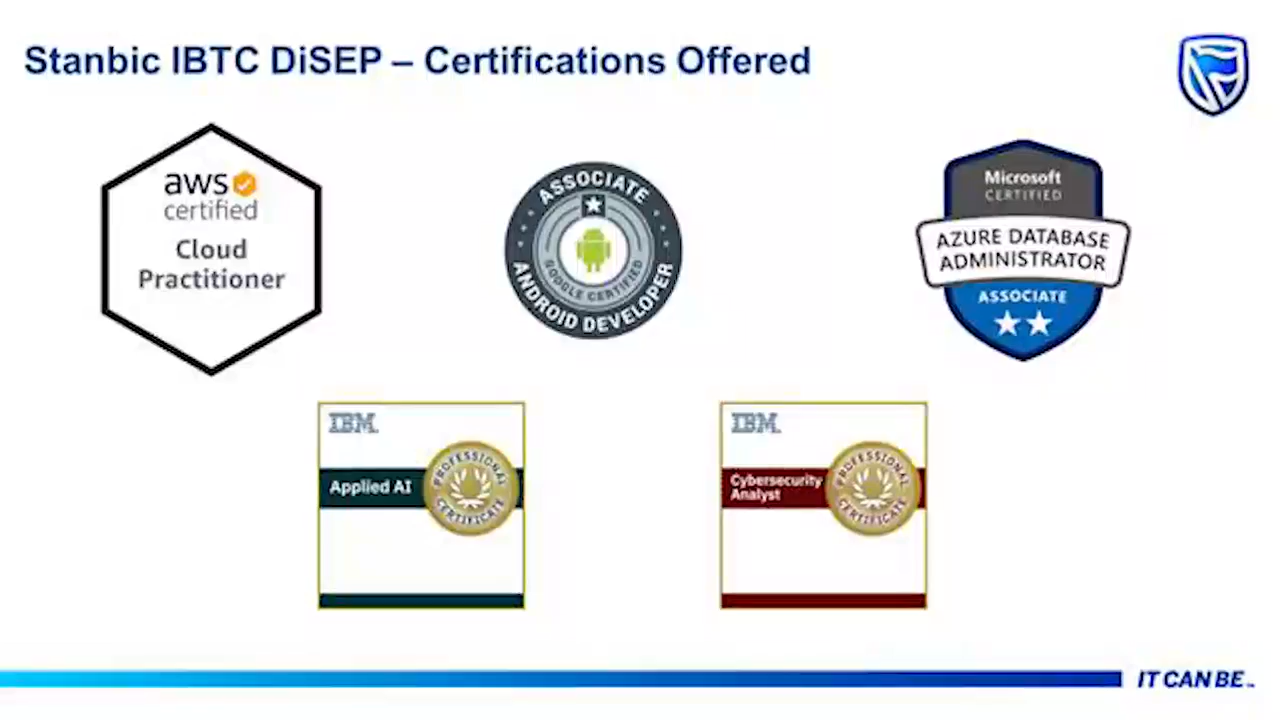 Stanbic IBTC DiSEP – Certifications Offered
aws
certified
Cloud
Practitioner
ASSOCIATE
GOOGLE CERTIFIED
ANDROID DEVELOPER
Microsoft
CERTIFIED
AZURE DATABASE
ADMINISTRATOR
ASSOCIATE
IBM
Applied AI
PROFESSIONAL
CERTIFICATE
IBM
Cybersecurity
Analyst
PROFESSIONAL
CERTIFICATE
IT CAN BE™